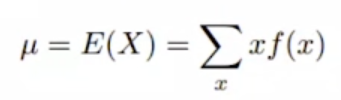 μ = E(X) = ∑ₓ xf(x)